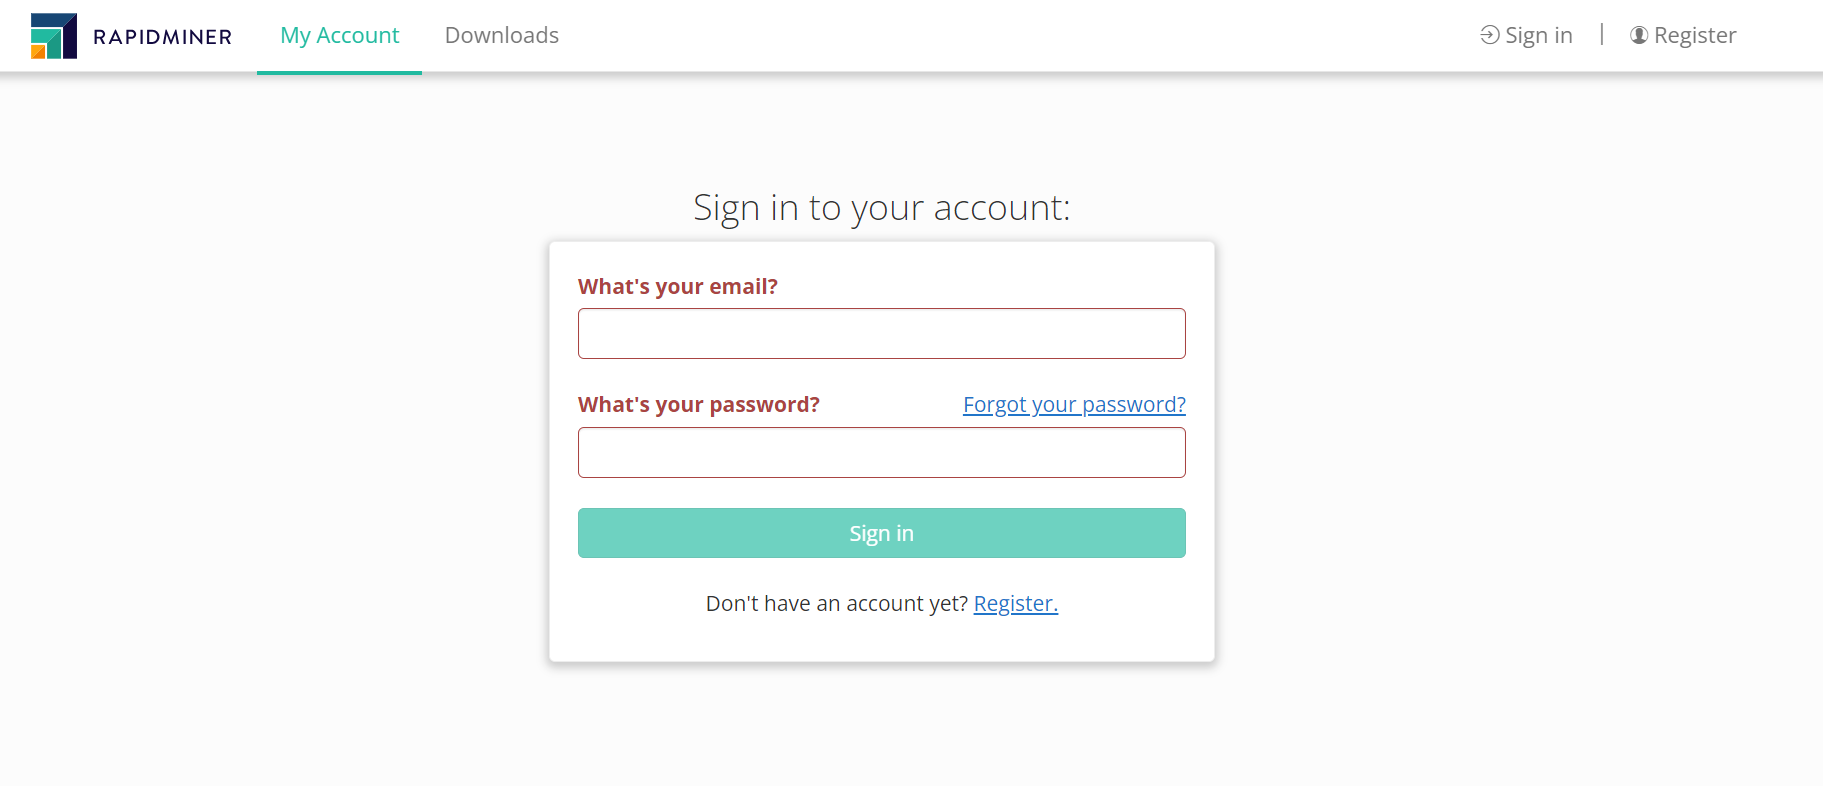 RAPIDMINER My Account Downloads Sign in | Register
Sign in to your account:
What's your email?
What's your password? Forgot your password?
Sign in
Don't have an account yet? Register.